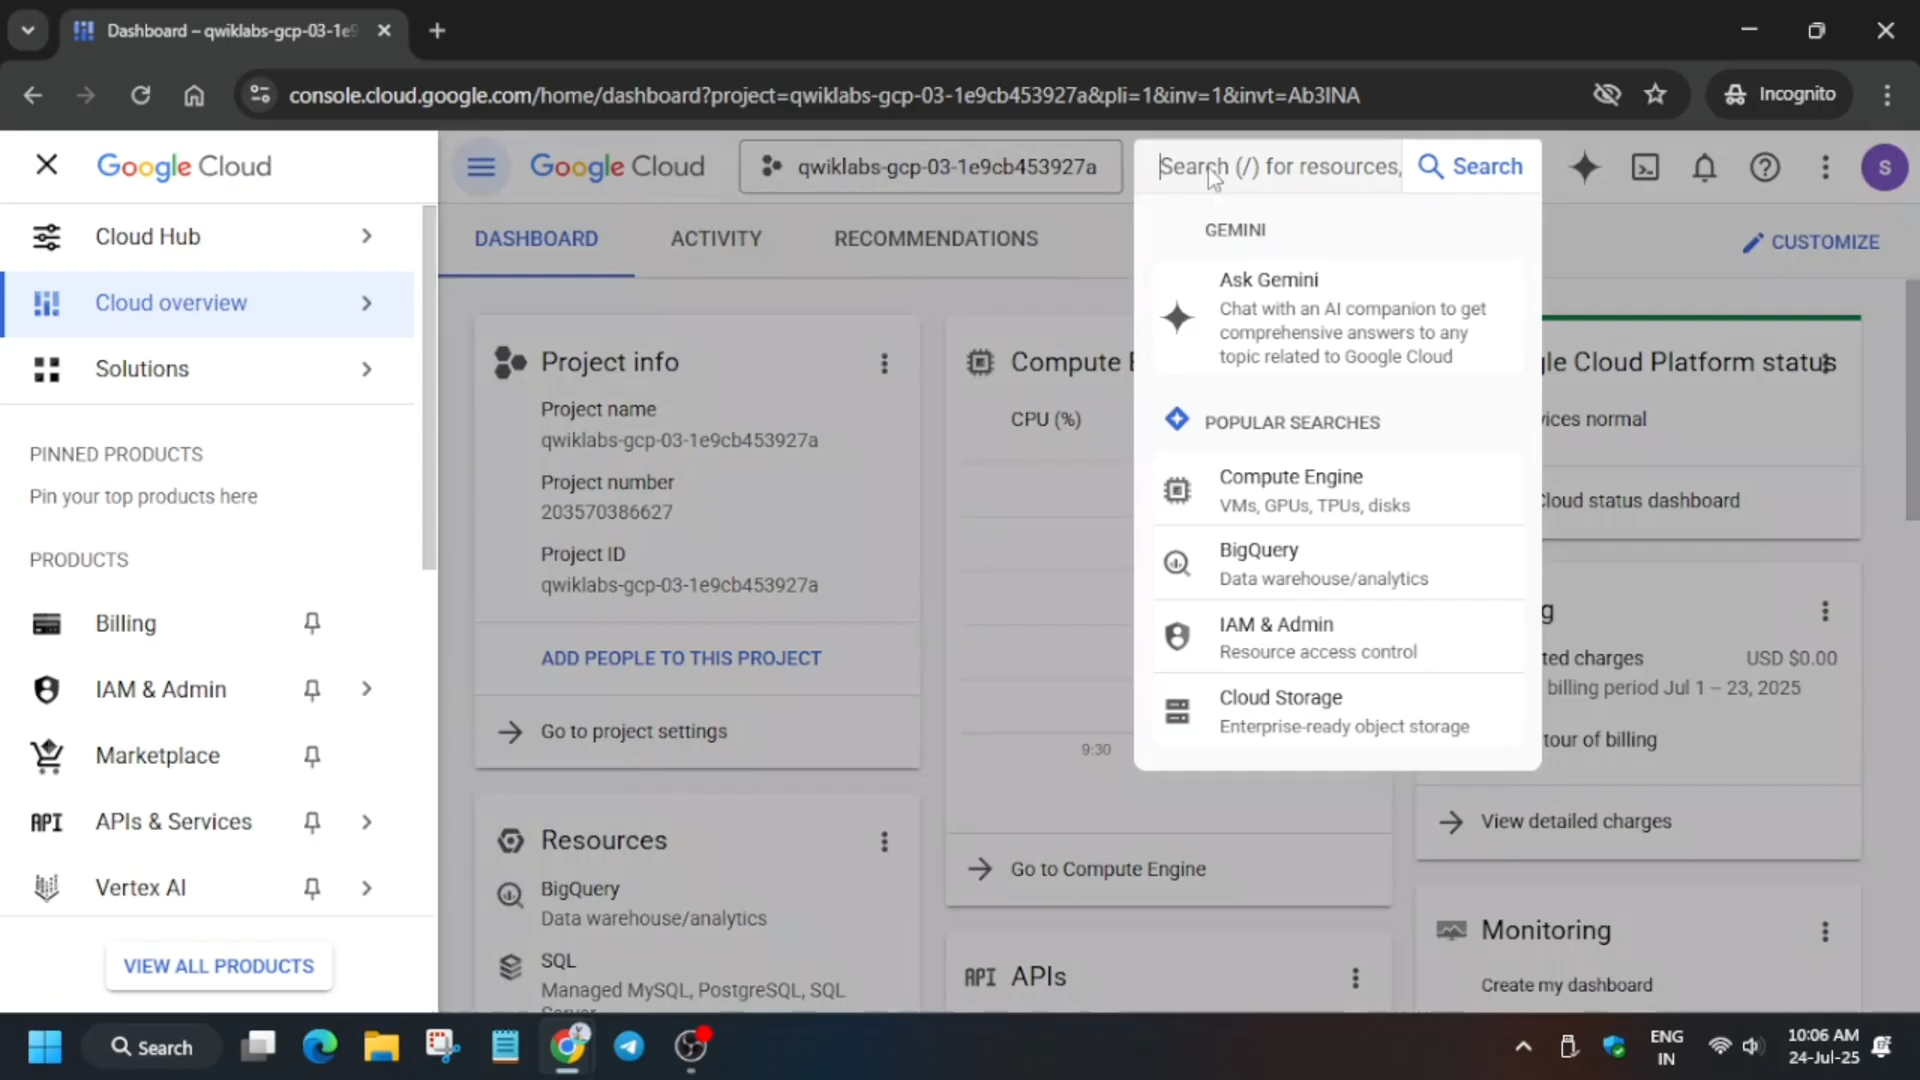 Dashboard – qwiklabs-gcp-03-1e9
console.cloud.google.com/home/dashboard?project=qwiklabs-gcp-03-1e9cb453927a&pli=1&inv=1&invt=Ab3INA
Incognito
Google Cloud
Google Cloud
qwiklabs-gcp-03-1e9cb453927a
Search (/) for resources,
Search
S
Cloud Hub
Cloud overview
Solutions
PINNED PRODUCTS
Pin your top products here
PRODUCTS
Billing
IAM & Admin
Marketplace
API APIs & Services
Vertex AI
VIEW ALL PRODUCTS
DASHBOARD
ACTIVITY
RECOMMENDATIONS
CUSTOMIZE
Project info
Project name
qwiklabs-gcp-03-1e9cb453927a
Project number
203570386627
Project ID
qwiklabs-gcp-03-1e9cb453927a
ADD PEOPLE TO THIS PROJECT
Go to project settings
Resources
BigQuery
Data warehouse/analytics
SQL
Managed MySQL, PostgreSQL, SQL
Compute E
CPU (%)
9:30
Go to Compute Engine
API APIs
GEMINI
Ask Gemini
Chat with an AI companion to get
comprehensive answers to any
topic related to Google Cloud
POPULAR SEARCHES
Compute Engine
VMs, GPUs, TPUs, disks
BigQuery
Data warehouse/analytics
IAM & Admin
Resource access control
Cloud Storage
Enterprise-ready object storage
gle Cloud Platform status
vices normal
Cloud status dashboard
g
ted charges
USD $0.00
billing period Jul 1 – 23, 2025
tour of billing
View detailed charges
Monitoring
Create my dashboard
Search
ENG
IN
10:06 AM
24-Jul-25